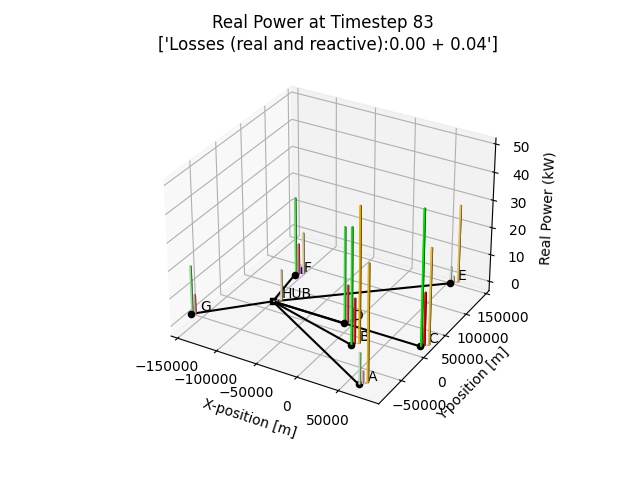 Real Power at Timestep 83
['Losses (real and reactive):0.00 + 0.04']
50
40
30
20
10
0
Real Power (kW)
F
E
HUB
G
D
B
C
A
150000
100000
50000
0
−50000
Y-position [m]
−150000
−100000
−50000
0
50000
X-position [m]